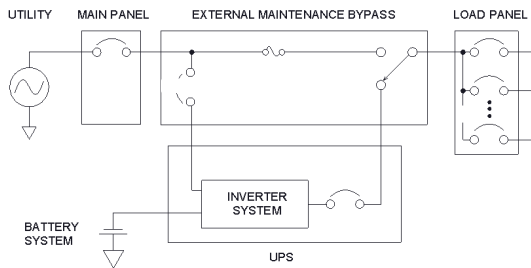 UTILITY
MAIN PANEL
EXTERNAL MAINTENANCE BYPASS
LOAD PANEL
INVERTER
SYSTEM
BATTERY
SYSTEM
UPS